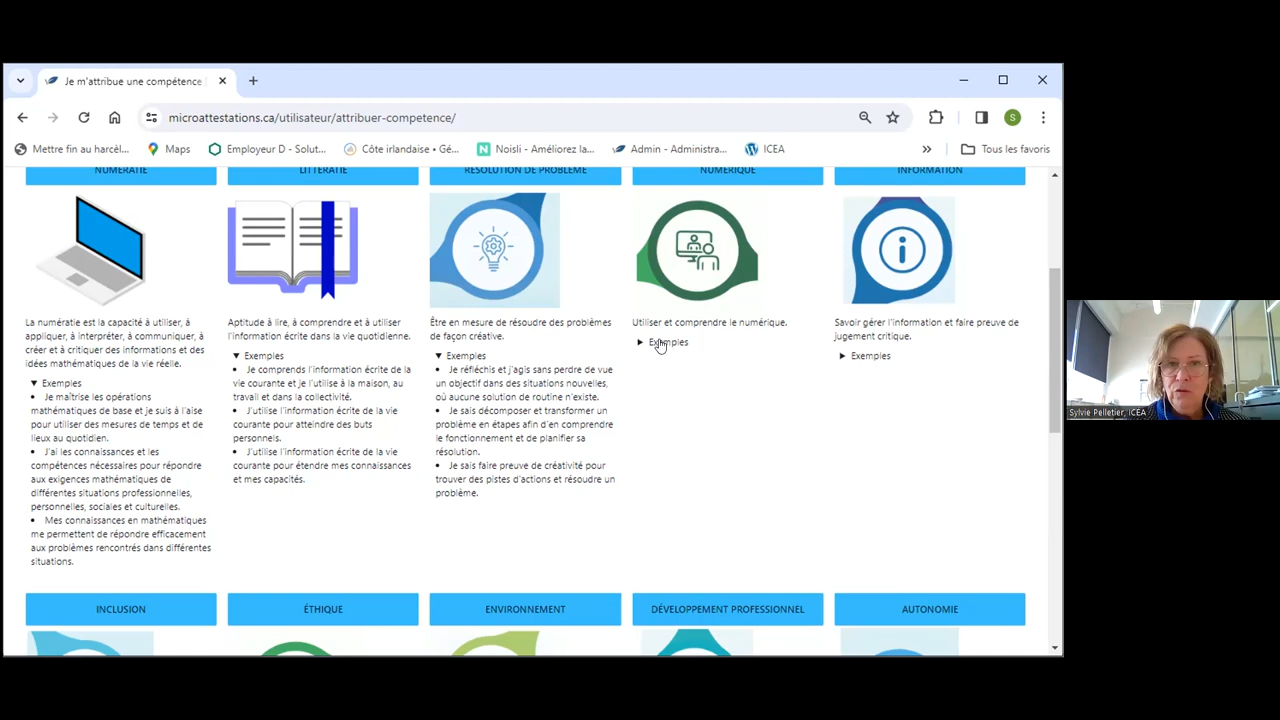 Je m'attribue une compétence
microattestations.ca/utilisateur/attribuer-competence/
S
Mettre fin au harcèl...
Maps
Employeur D - Solut...
Côte irlandaise • Gé...
Noisli - Améliorez la...
Admin - Administra...
ICEA
Tous les favoris
NUMÉRATIE
LITTÉRATIE
RÉSOLUTION DE PROBLÈME
NUMÉRIQUE
INFORMATION
La numératie est la capacité à utiliser, à
appliquer, à interpréter, à communiquer, à
créer et à critiquer des informations et des
idées mathématiques de la vie réelle.
Exemples
• Je maîtrise les opérations
mathématiques de base et je suis à l'aise
pour utiliser des mesures de temps et de
lieux au quotidien.
• J'ai les connaissances et les
compétences nécessaires pour répondre
aux exigences mathématiques de
différentes situations professionnelles,
personnelles, sociales et culturelles.
• Mes connaissances en mathématiques
me permettent de répondre efficacement
aux problèmes rencontrés dans différentes
situations.
Aptitude à lire, à comprendre et à utiliser
l'information écrite dans la vie quotidienne.
Exemples
• Je comprends l'information écrite de
la vie courante et je l'utilise à la maison, au
travail et dans la collectivité.
• J'utilise l'information écrite de la vie
courante pour atteindre des buts
personnels.
• J'utilise l'information écrite de la vie
courante pour étendre mes connaissances
et mes capacités.
Être en mesure de résoudre des problèmes
de façon créative.
Exemples
• Je réfléchis et j'agis sans perdre de vue
un objectif dans des situations nouvelles,
où aucune solution de routine n'existe.
• Je sais décomposer et transformer un
problème en étapes afin d'en comprendre
le fonctionnement et de planifier sa
résolution.
• Je sais faire preuve de créativité pour
trouver des pistes d'actions et résoudre un
problème.
Utiliser et comprendre le numérique.
Exemples
Savoir gérer l'information et faire preuve de
jugement critique.
Exemples
INCLUSION
ÉTHIQUE
ENVIRONNEMENT
DÉVELOPPEMENT PROFESSIONNEL
AUTONOMIE
Sylvie Pelletier, ICEA